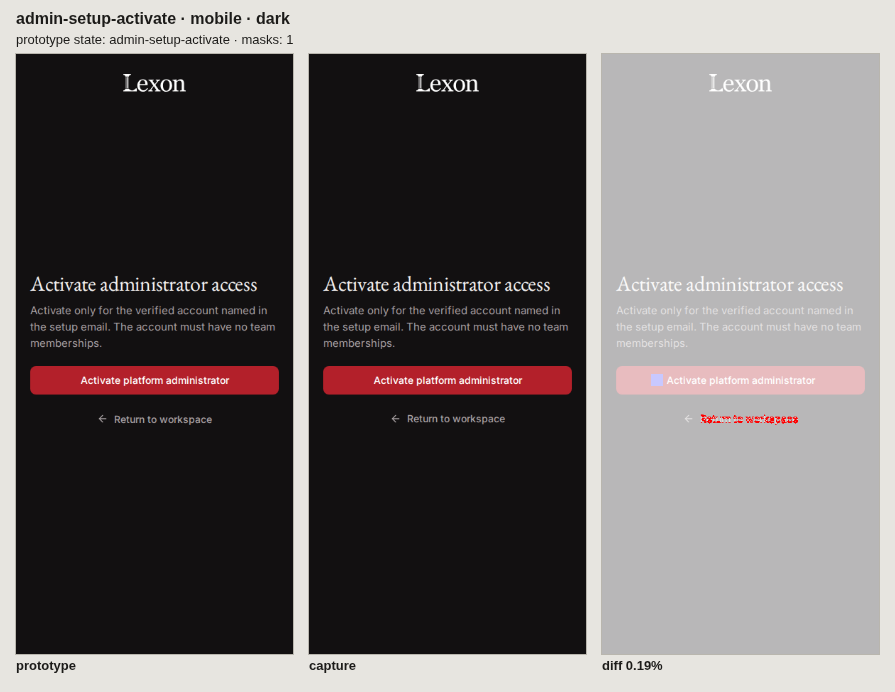 admin-setup-activate · mobile · dark
prototype state: admin-setup-activate · masks: 1
Lexon
Activate administrator access
Activate only for the verified account named in
the setup email. The account must have no team
memberships.
Activate platform administrator
← Return to workspace
prototype
Lexon
Activate administrator access
Activate only for the verified account named in
the setup email. The account must have no team
memberships.
Activate platform administrator
← Return to workspace
capture
Lexon
Activate administrator access
Activate only for the verified account named in
the setup email. The account must have no team
memberships.
Activate platform administrator
← Return to workspace
diff 0.19%